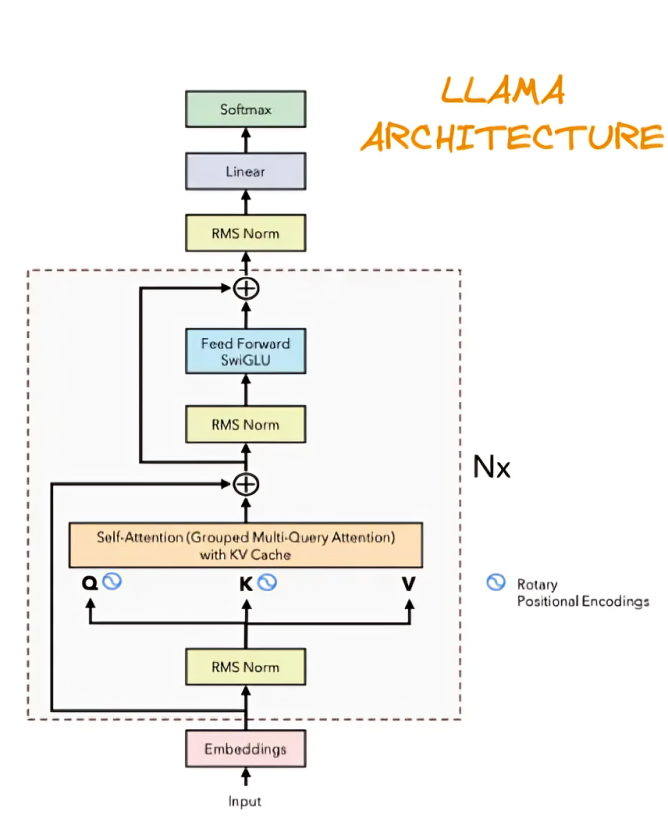 LLAMA
ARCHITECTURE
Softmax
Linear
RMS Norm
Feed Forward
SwiGLU
RMS Norm
Nx
Self-Attention (Grouped Multi-Query Attention)
with KV Cache
Q K V
Rotary
Positional Encodings
RMS Norm
Embeddings
Input